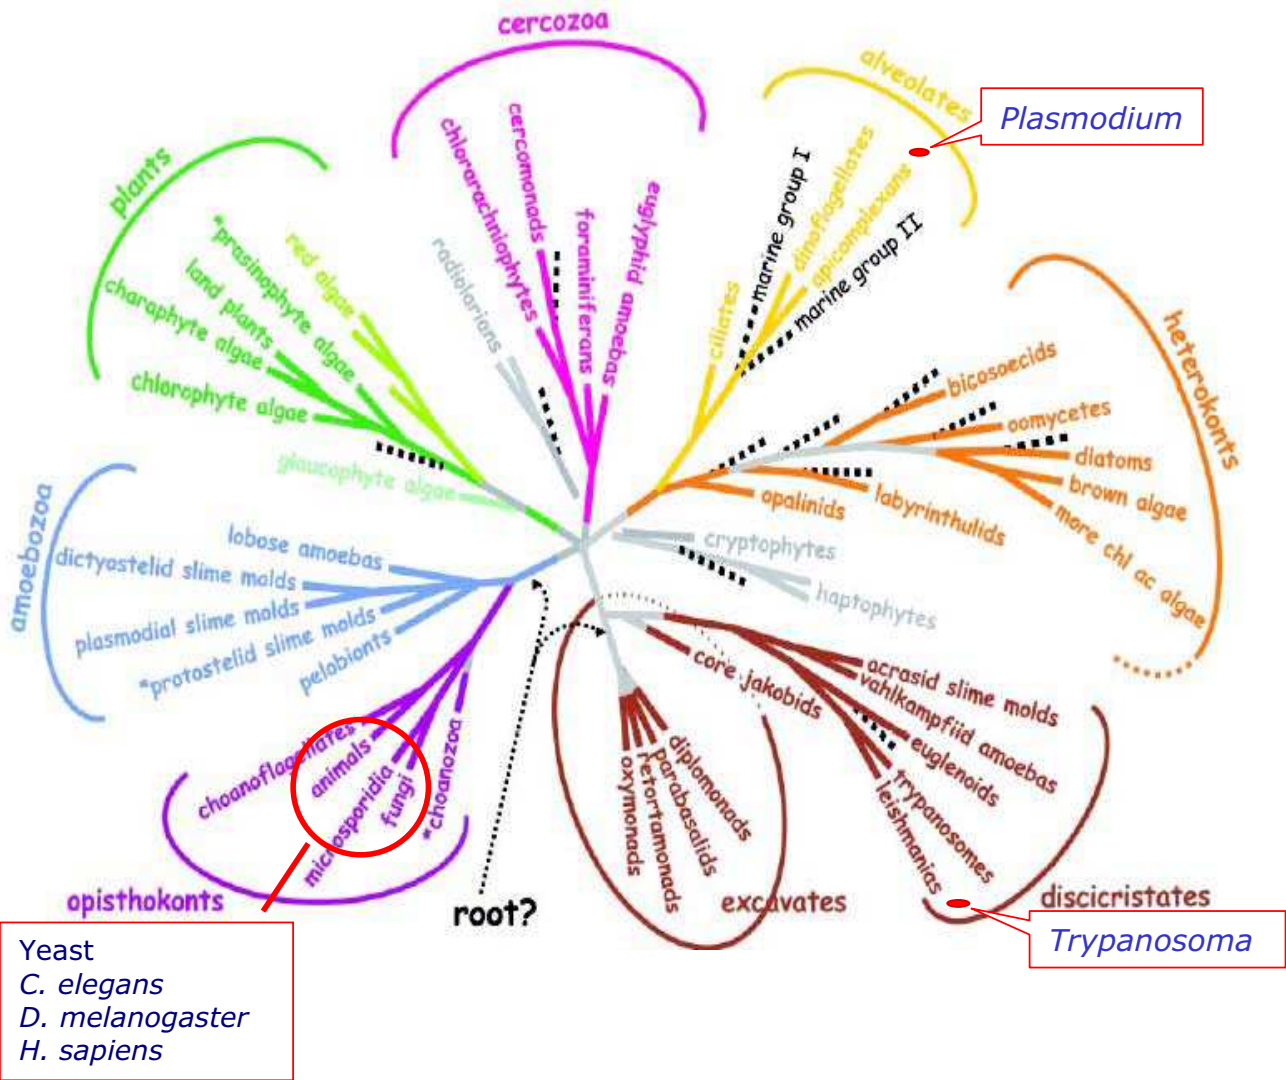 cercozoa
alveolates
Plasmodium
plants
heterokonts
cercomonads
chlorarachniophytes
foraminiferans
euglyphid amoebas
radiolarians
ciliates
marine group I
dinoflagellates
apicomplexans
marine group II
*prasinophyte algae
red algae
land plants
charaphyte algae
chlorophyte algae
glaucophyte algae
bicosoecids
oomycetes
diatoms
brown algae
more chl ac algae
labyrinthulids
opalinids
cryptophytes
haptophytes
amoebozoa
lobose amoebas
dictyostelid slime molds
plasmodial slime molds
*protostelid slime molds
pelobionts
choanoflagellates
animals
microsporidia
fungi
*choanozoa
opisthokonts
root?
core jakobids
acrasid slime molds
vahlkampfiid amoebas
euglenoids
trypanosomes
leishmanias
diplomonads
parabasalids
retortamonads
oxymonads
excavates
discicristates
Trypanosoma
Yeast
C. elegans
D. melanogaster
H. sapiens